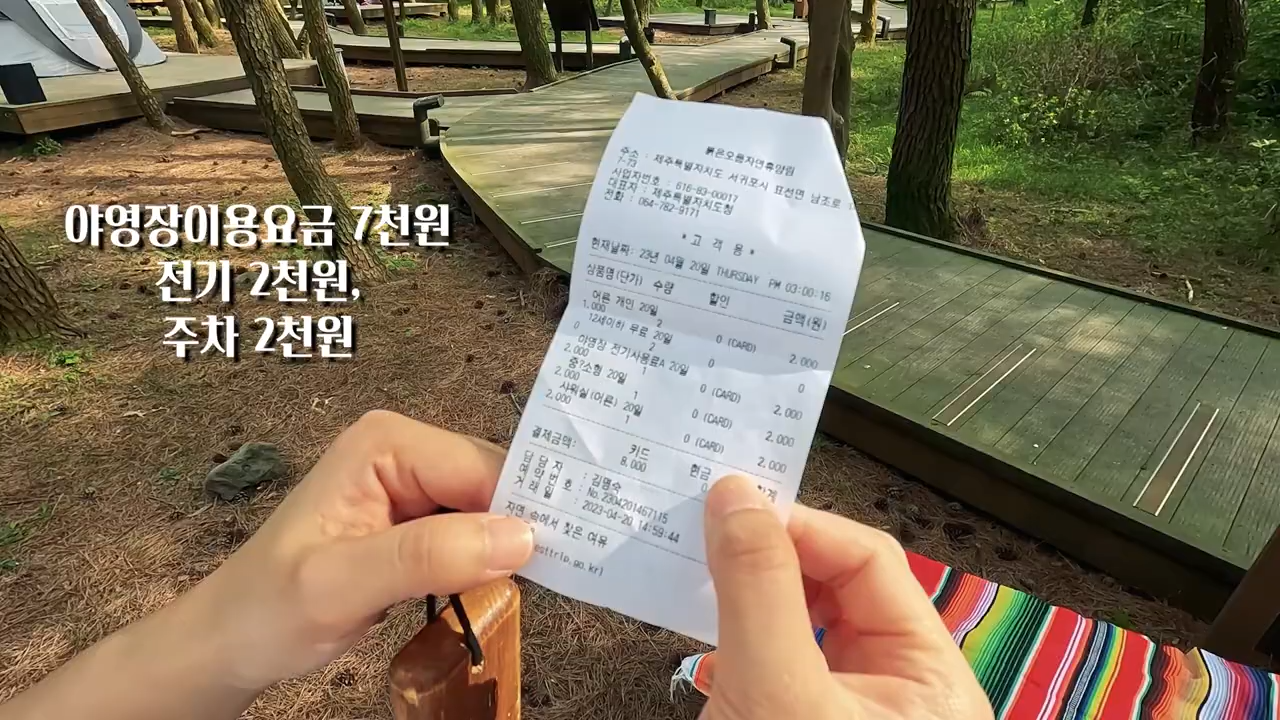 야영장이용요금 7천원
전기 2천원,
주차 2천원
붉은오름자연휴양림
주소 : 제주특별자치도 서귀포시 표선면 남조로 1
7-73
사업자번호 : 616-83-00017
대표자 : 제주특별자치도청
전화 : 064-782-9171
*고 객 용*
현재날짜: 23년 04월 20일 THURSDAY PM 03:00:16
상품명(단가) 수량 할인 금액(원)
어른 개인 20일
1,000 2 0 (CARD) 2,000
12세이하 무료 20일
0 2 0 0
야영장 전기사용료A 20일
2,000 1 0 (CARD) 2,000
중?소형 20일
2,000 1 0 (CARD) 2,000
샤워실(어른) 20일
2,000 1 0 (CARD) 2,000
결제금액: 카드 현금 합계
8,000
담 당 자 : 김명숙
예 약 번 호 : No.2304201467115
거 래 일 : 2023-04-20 14:59:44
자연 속에서 찾은 여유
esttrip.go.kr)